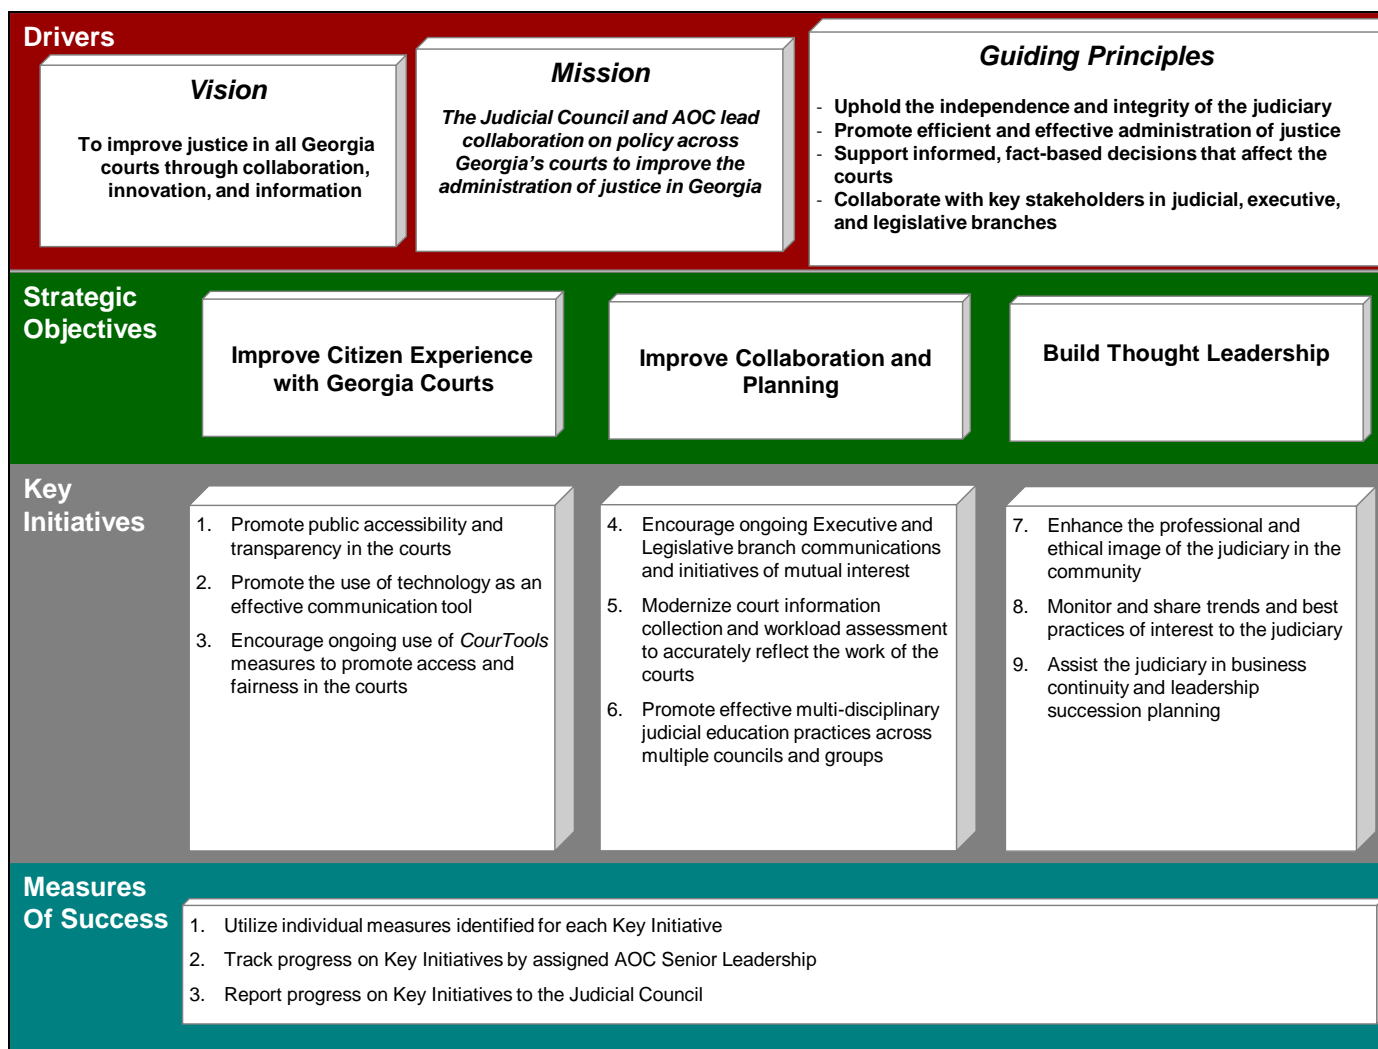 Drivers
Vision
To improve justice in all Georgia
courts through collaboration,
innovation, and information
Mission
The Judicial Council and AOC lead
collaboration on policy across
Georgia's courts to improve the
administration of justice in Georgia
Guiding Principles
- Uphold the independence and integrity of the judiciary
- Promote efficient and effective administration of justice
- Support informed, fact-based decisions that affect the
courts
- Collaborate with key stakeholders in judicial, executive,
and legislative branches
Strategic
Objectives
Improve Citizen Experience
with Georgia Courts
Improve Collaboration and
Planning
Build Thought Leadership
Key
Initiatives
1. Promote public accessibility and
transparency in the courts
2. Promote the use of technology as an
effective communication tool
3. Encourage ongoing use of CourTools
measures to promote access and
fairness in the courts
4. Encourage ongoing Executive and
Legislative branch communications
and initiatives of mutual interest
5. Modernize court information
collection and workload assessment
to accurately reflect the work of the
courts
6. Promote effective multi-disciplinary
judicial education practices across
multiple councils and groups
7. Enhance the professional and
ethical image of the judiciary in the
community
8. Monitor and share trends and best
practices of interest to the judiciary
9. Assist the judiciary in business
continuity and leadership
succession planning
Measures
Of Success
1. Utilize individual measures identified for each Key Initiative
2. Track progress on Key Initiatives by assigned AOC Senior Leadership
3. Report progress on Key Initiatives to the Judicial Council